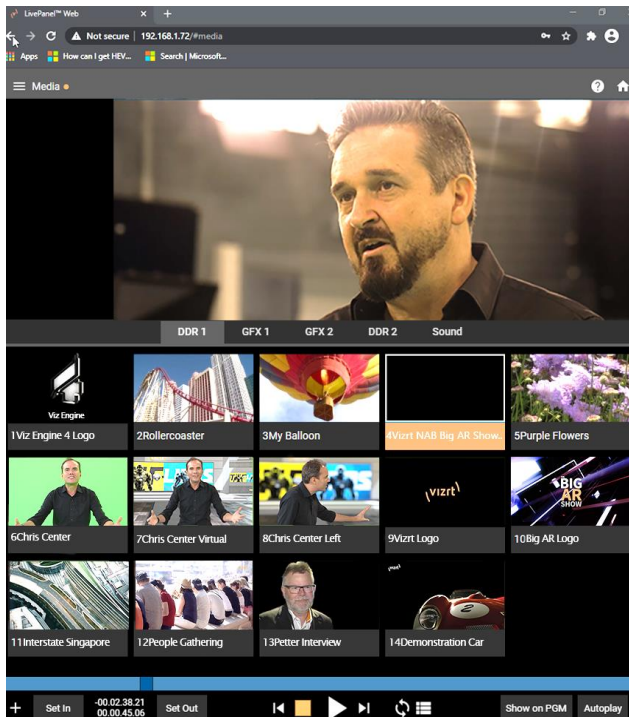 LivePanel™ Web
Not secure
192.168.1.72/#media
Apps
How can I get HEV...
Search | Microsoft...
Media
?
DDR 1
GFX 1
GFX 2
DDR 2
Sound
Viz Engine
1Viz Engine 4 Logo
2Rollercoaster
3My Balloon
4Vizrt NAB Big AR Show..
5Purple Flowers
6Chris Center
7Chris Center Virtual
8Chris Center Left
(vizrt)
9Vizrt Logo
BIG
AR
SHOW
10Big AR Logo
11Interstate Singapore
12People Gathering
13Petter Interview
2
14Demonstration Car
Set In
-00.02.38.21
00.00.45.06
Set Out
Show on PGM
Autoplay